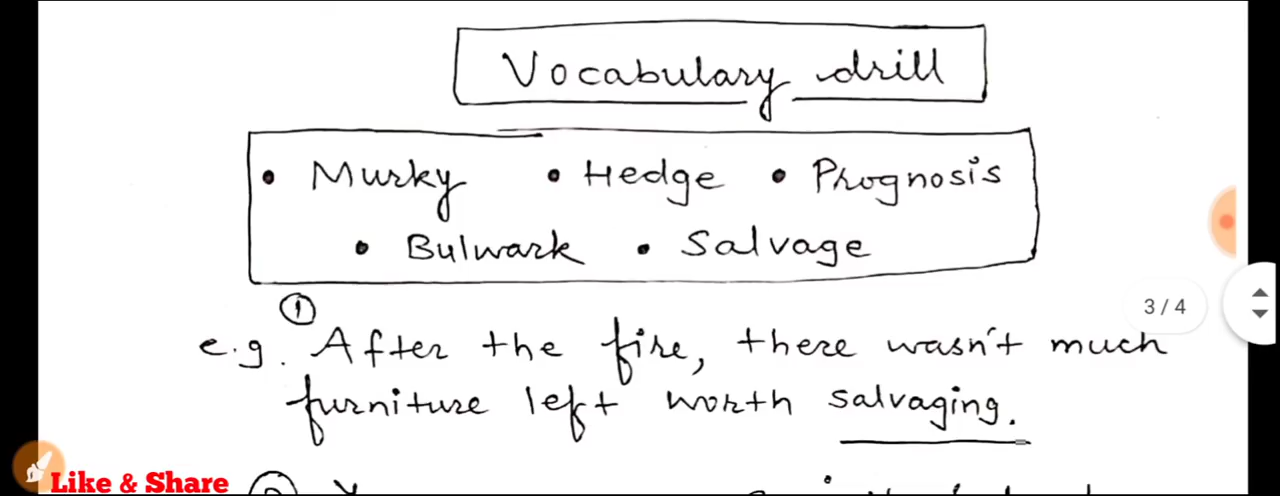 Vocabulary drill
• Murky • Hedge • Prognosis
• Bulwark • Salvage
①
e.g. After the fire, there wasn't much
furniture left worth salvaging.
3 / 4
Like & Share